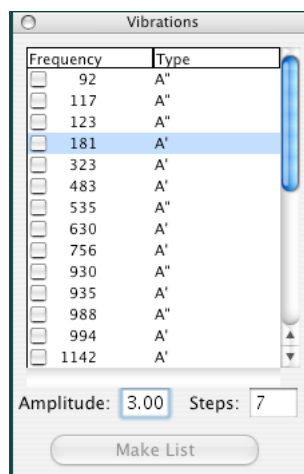 Vibrations
Frequency Type
92 A"
117 A"
123 A"
181 A'
323 A'
483 A'
535 A"
630 A'
756 A'
930 A"
935 A'
988 A"
994 A'
1142 A'
Amplitude: 3.00 Steps: 7
Make List